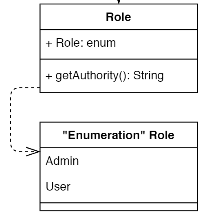 Role
+ Role: enum
+ getAuthority(): String
"Enumeration" Role
Admin
User